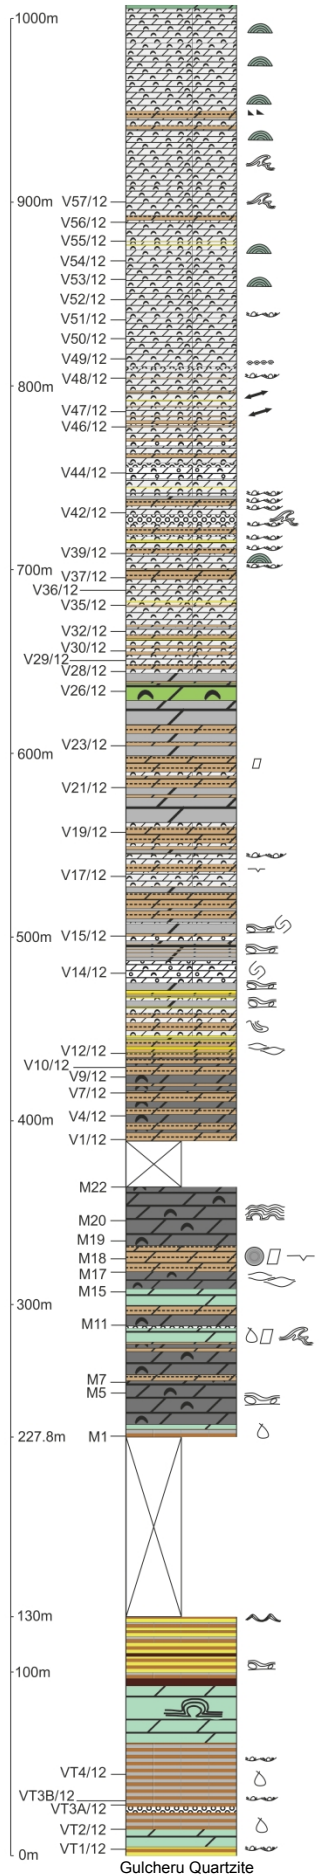 1000m
900m
V57/12
V56/12
V55/12
V54/12
V53/12
V52/12
V51/12
V50/12
V49/12
800m
V48/12
V47/12
V46/12
V44/12
V42/12
V39/12
700m
V37/12
V36/12
V35/12
V32/12
V30/12
V29/12
V28/12
V26/12
V23/12
600m
V21/12
V19/12
V17/12
500m
V15/12
V14/12
V12/12
V10/12
V9/12
V7/12
V4/12
400m
V1/12
M22
M20
M19
M18
M17
M15
300m
M11
M7
M5
227.8m
M1
130m
100m
VT4/12
VT3B/12
VT3A/12
VT2/12
VT1/12
0m
Gulcheru Quartzite